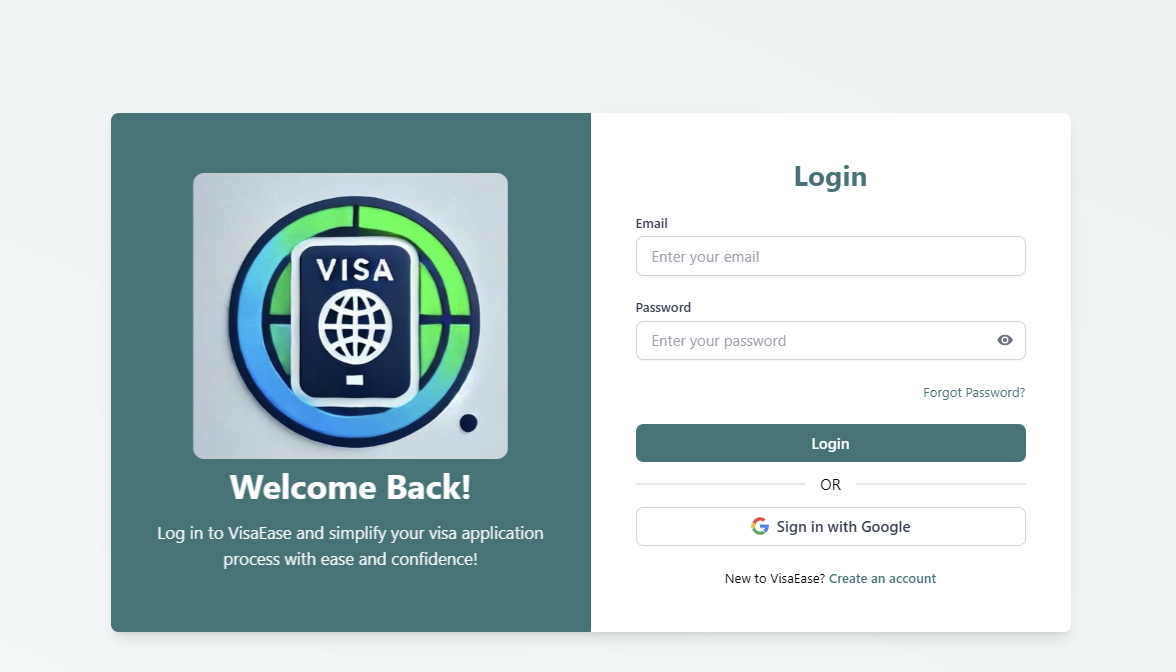 VISA
Welcome Back!
Log in to VisaEase and simplify your visa application
process with ease and confidence!
Login
Email
Enter your email
Password
Enter your password
Forgot Password?
Login
OR
Sign in with Google
New to VisaEase? Create an account